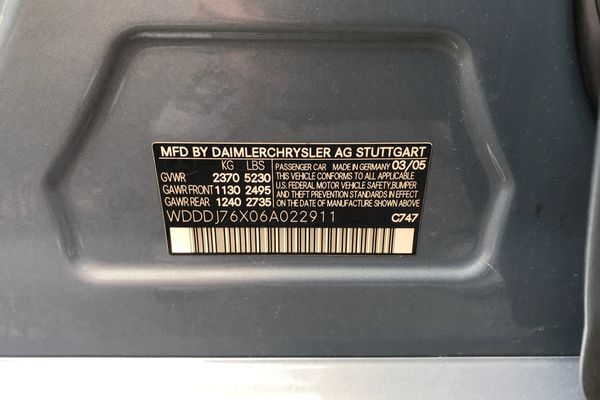 MFD BY DAIMLERCHRYSLER AG STUTTGART
KG LBS
GVWR 2370 5230
GAWR FRONT 1130 2495
GAWR REAR 1240 2735
PASSENGER CAR MADE IN GERMANY 03/05
THIS VEHICLE CONFORMS TO ALL APPLICABLE
U.S. FEDERAL MOTOR VEHICLE SAFETY, BUMPER
AND THEFT PREVENTION STANDARDS IN EFFECT
ON THE DATE OF MANUFACTURE SHOWN ABOVE
WDDDJ76X06A022911
C747